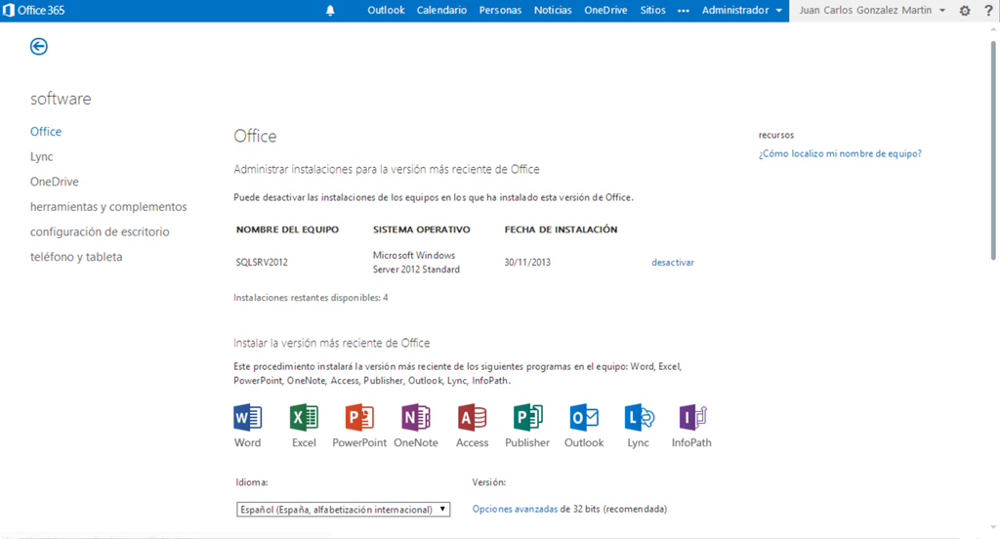 Office 365
Outlook Calendario Personas Noticias OneDrive Sitios ••• Administrador Juan Carlos Gonzalez Martin ?
software
Office
Lync
OneDrive
herramientas y complementos
configuración de escritorio
teléfono y tableta
Office
Administrar instalaciones para la versión más reciente de Office
Puede desactivar las instalaciones de los equipos en los que ha instalado esta versión de Office.
NOMBRE DEL EQUIPO SISTEMA OPERATIVO FECHA DE INSTALACIÓN
SQLSRV2012 Microsoft Windows Server 2012 Standard 30/11/2013 desactivar
Instalaciones restantes disponibles: 4
Instalar la versión más reciente de Office
Este procedimiento instalará la versión más reciente de los siguientes programas en el equipo: Word, Excel,
PowerPoint, OneNote, Access, Publisher, Outlook, Lync, InfoPath.
Word Excel PowerPoint OneNote Access Publisher Outlook Lync InfoPath
Idioma: Versión:
Español (España, alfabetización internacional) Opciones avanzadas de 32 bits (recomendada)
recursos
¿Cómo localizo mi nombre de equipo?